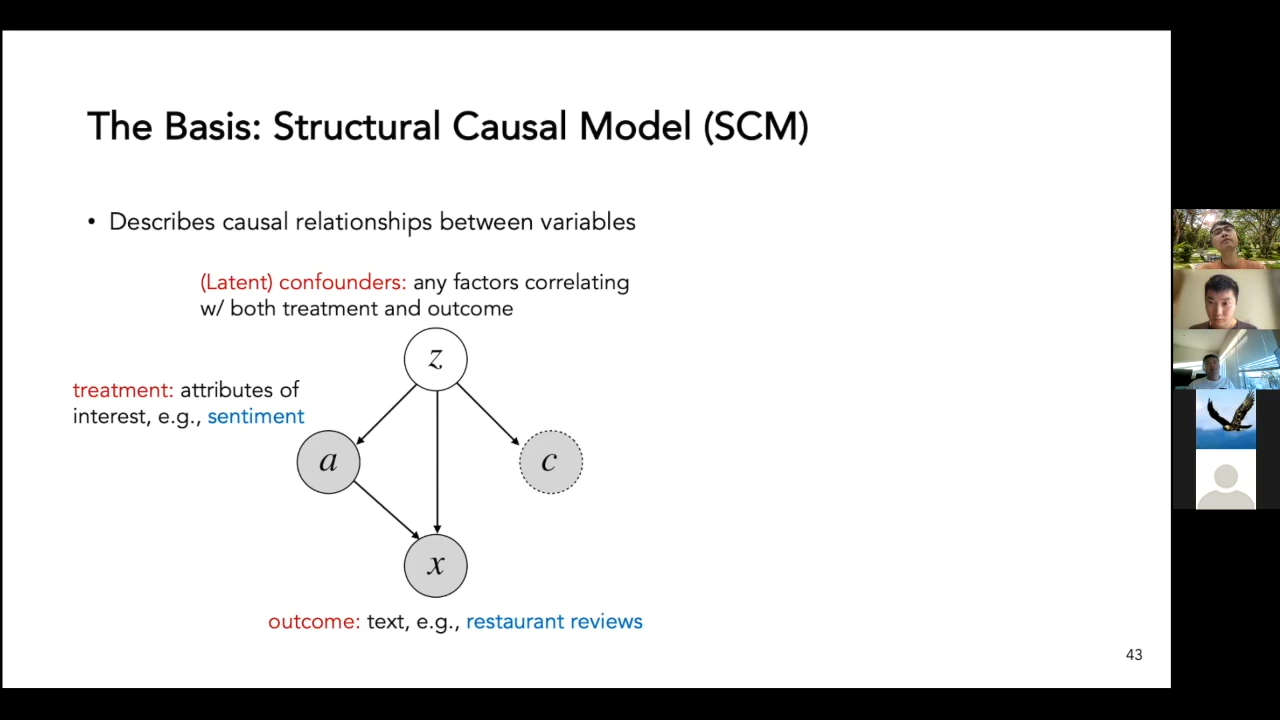 The Basis: Structural Causal Model (SCM)
• Describes causal relationships between variables
(Latent) confounders: any factors correlating
w/ both treatment and outcome
z
treatment: attributes of
interest, e.g., sentiment
a
c
x
outcome: text, e.g., restaurant reviews
43